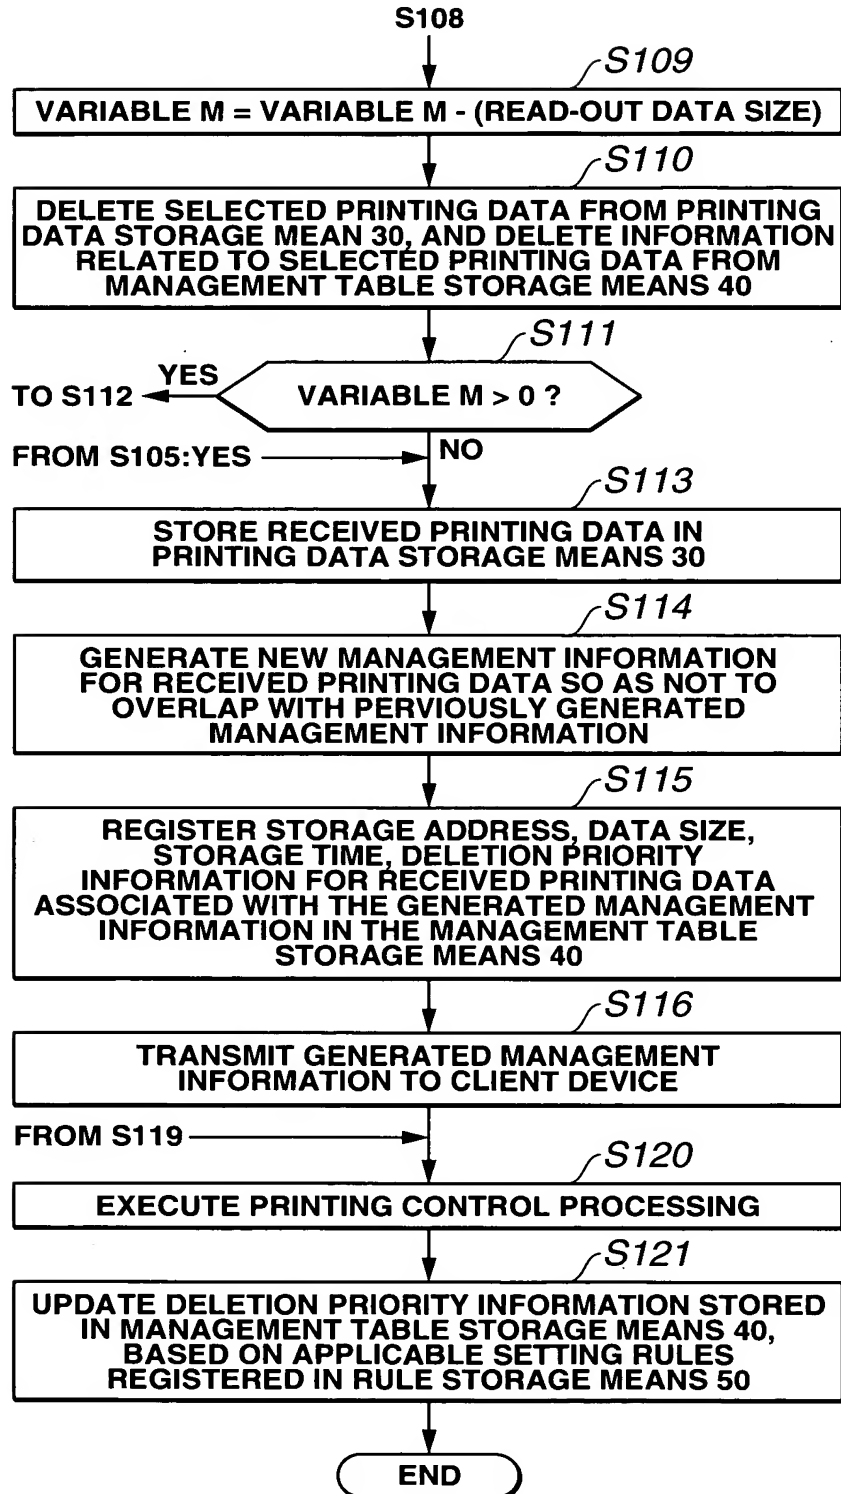 S108
S109
VARIABLE M = VARIABLE M - (READ-OUT DATA SIZE)
S110
DELETE SELECTED PRINTING DATA FROM PRINTING
DATA STORAGE MEAN 30, AND DELETE INFORMATION
RELATED TO SELECTED PRINTING DATA FROM
MANAGEMENT TABLE STORAGE MEANS 40
S111
YES
TO S112
VARIABLE M > 0 ?
FROM S105:YES
NO
S113
STORE RECEIVED PRINTING DATA IN
PRINTING DATA STORAGE MEANS 30
S114
GENERATE NEW MANAGEMENT INFORMATION
FOR RECEIVED PRINTING DATA SO AS NOT TO
OVERLAP WITH PERVIOUSLY GENERATED
MANAGEMENT INFORMATION
S115
REGISTER STORAGE ADDRESS, DATA SIZE,
STORAGE TIME, DELETION PRIORITY
INFORMATION FOR RECEIVED PRINTING DATA
ASSOCIATED WITH THE GENERATED MANAGEMENT
INFORMATION IN THE MANAGEMENT TABLE
STORAGE MEANS 40
S116
TRANSMIT GENERATED MANAGEMENT
INFORMATION TO CLIENT DEVICE
FROM S119
S120
EXECUTE PRINTING CONTROL PROCESSING
S121
UPDATE DELETION PRIORITY INFORMATION STORED
IN MANAGEMENT TABLE STORAGE MEANS 40,
BASED ON APPLICABLE SETTING RULES
REGISTERED IN RULE STORAGE MEANS 50
END